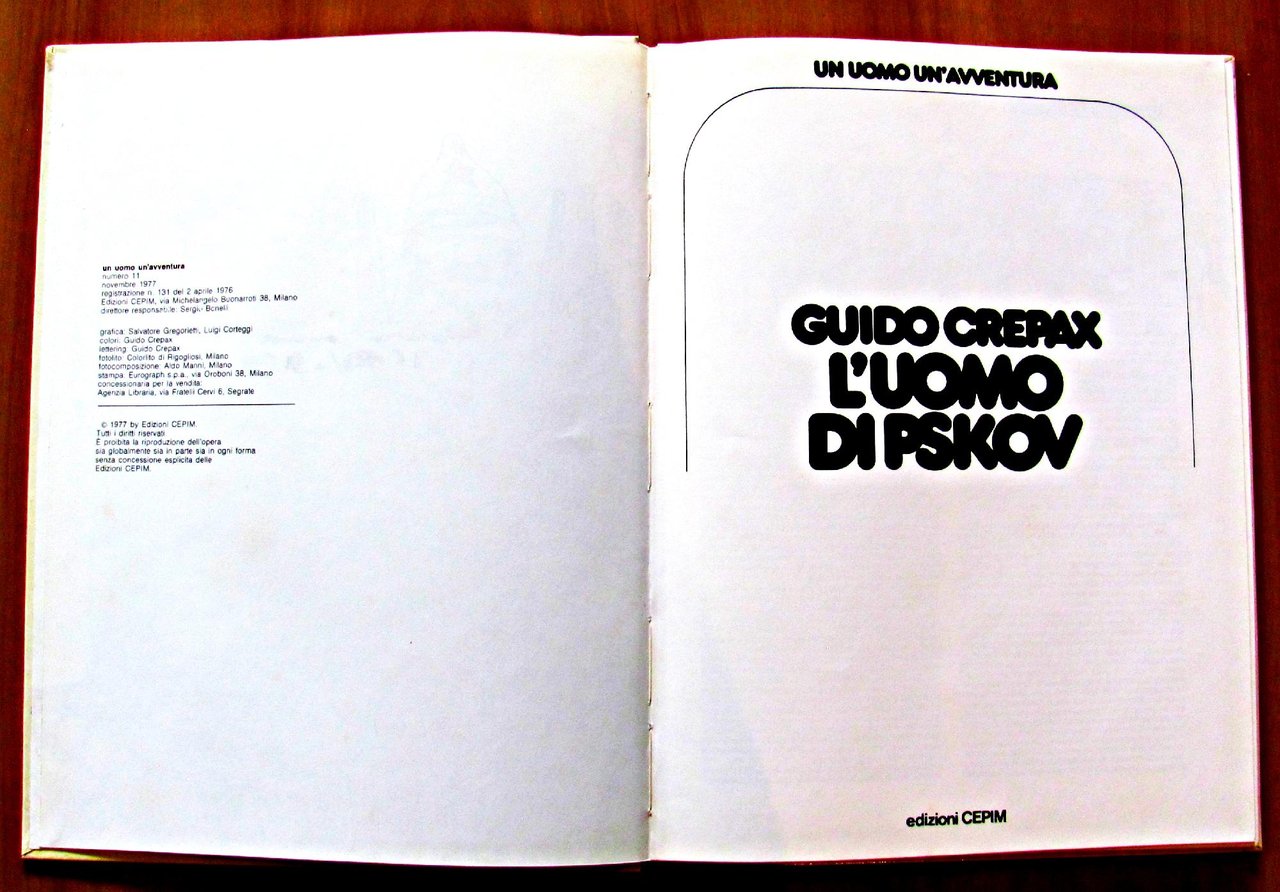 un uomo un'avventura
numero 11
novembre 1977
registrazione n. 131 del 2 aprile 1976
Edizioni CEPIM, via Michelangelo Buonarroti 38, Milano
direttore responsabile: Sergio Bonelli
grafica: Salvatore Gregorietti, Luigi Corteggi
colori: Guido Crepax
lettering: Guido Crepax
fotolito: Colorlito di Rigogliosi, Milano
fotocomposizione: Aldo Manni, Milano
stampa: Eurograph s.p.a., via Oroboni 38, Milano
concessionaria per la vendita:
Agenzia Libraria, via Fratelli Cervi 6, Segrate
© 1977 by Edizioni CEPIM.
Tutti i diritti riservati
È proibita la riproduzione dell'opera
sia globalmente sia in parte sia in ogni forma
senza concessione esplicita delle
Edizioni CEPIM.
UN UOMO UN'AVVENTURA
GUIDO CREPAX
L'UOMO
DI PSKOV
edizioni CEPIM